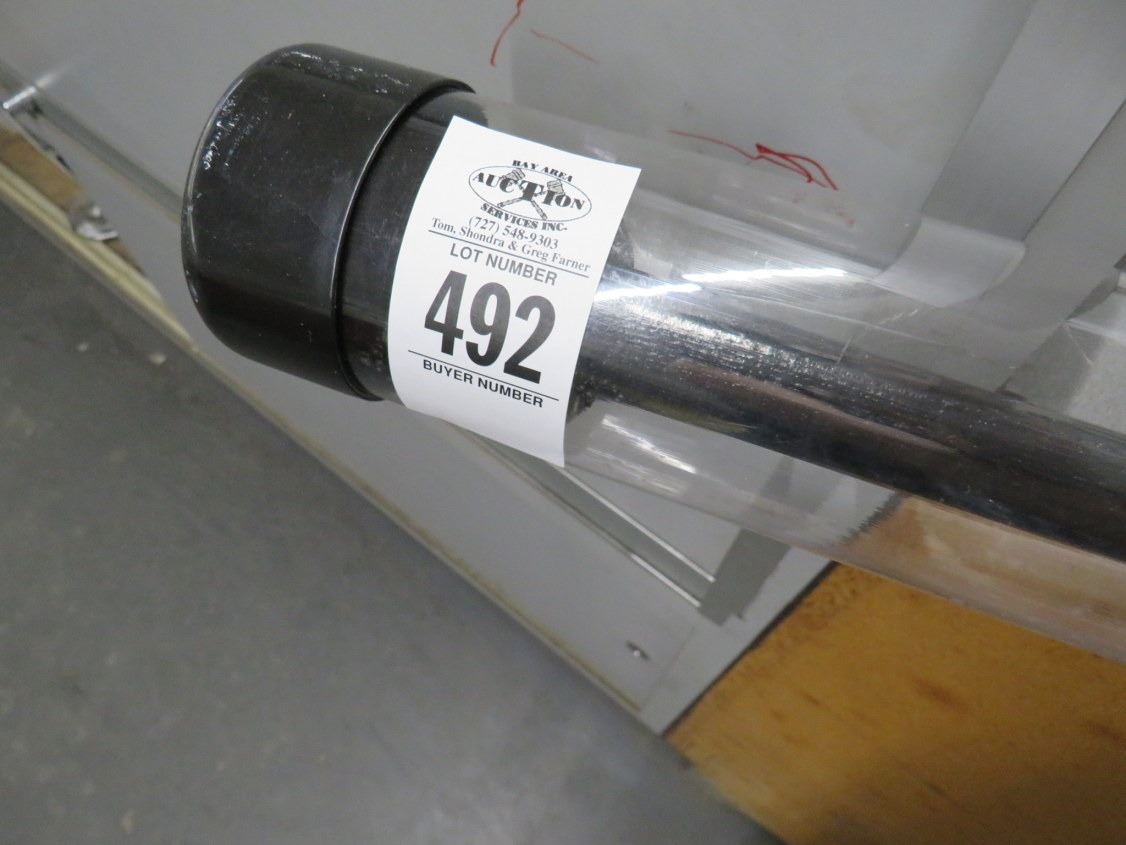 BAY AREA
AUCTION
SERVICES INC.
(727) 548-9303
Tom, Shondra & Greg Farner
LOT NUMBER
492
BUYER NUMBER